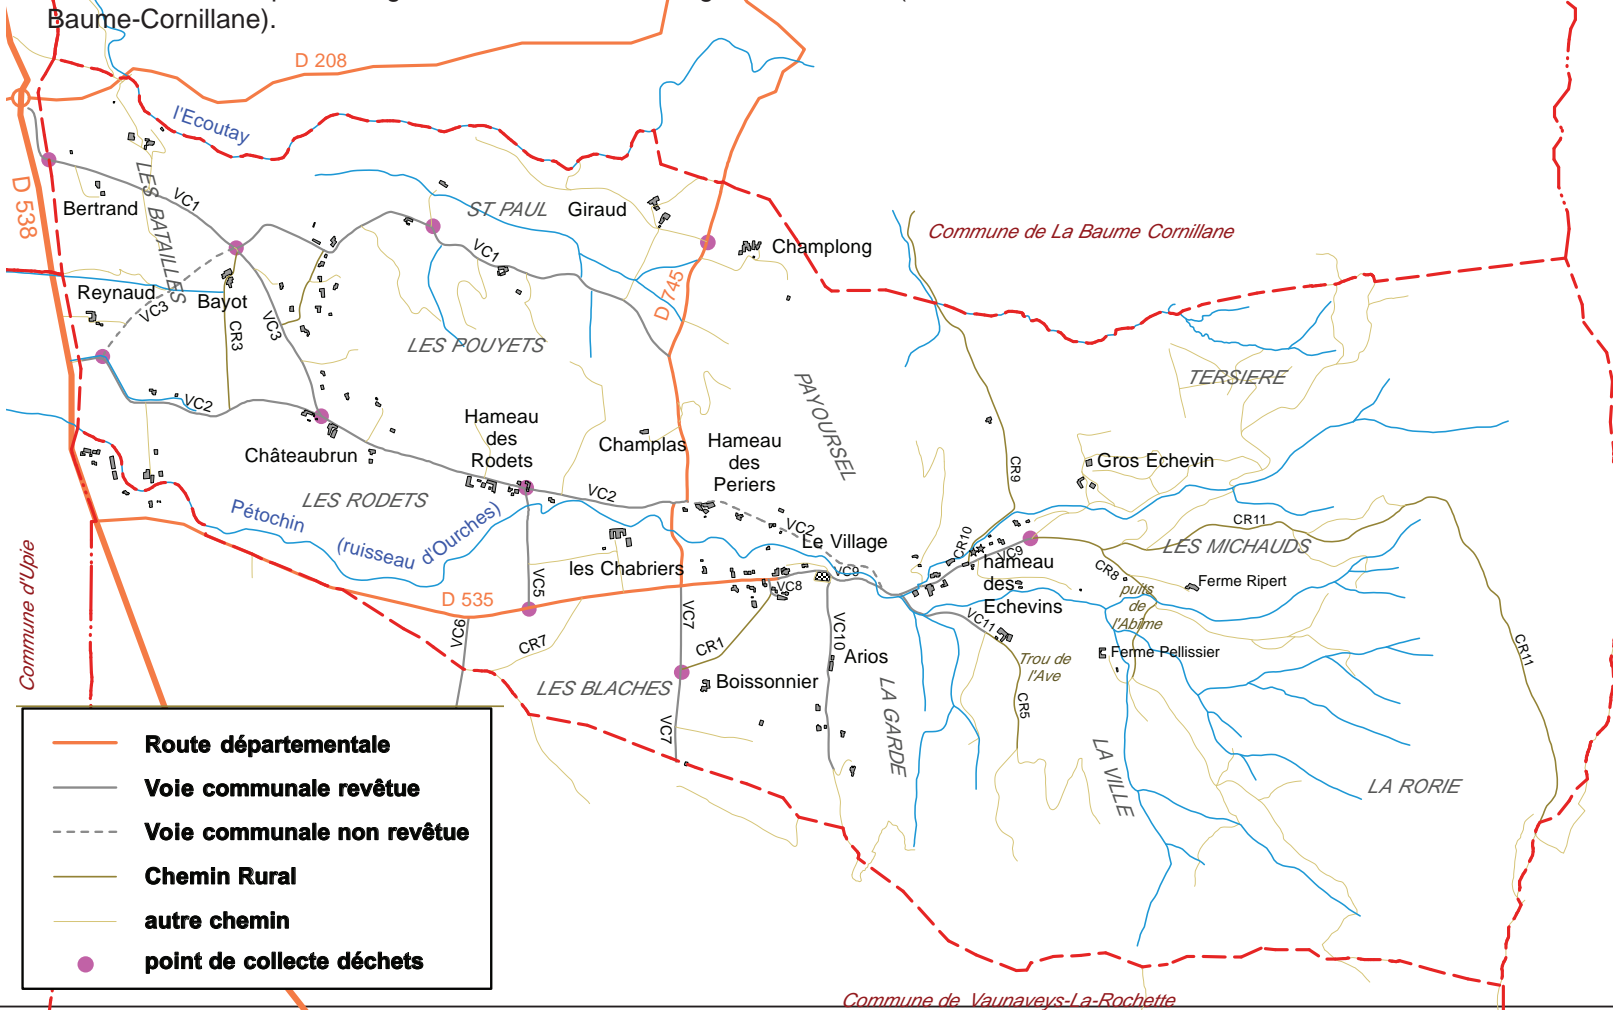 Baume-Cornillane).
D 208
l'Ecoutay
D 538
Bertrand
VC1
LES BATAILLES
ST PAUL
Giraud
VC1
Champlong
Commune de La Baume Cornillane
Reynaud
VC3
Bayot
CR3
VC3
D 745
LES POUYETS
PAYOURSEL
TERSIERE
VC2
Châteaubrun
Hameau
des
Rodets
Champlas
Hameau
des
Periers
CR9
Gros Echevin
LES RODETS
Pétochin
(ruisseau d'Ourches)
VC2
VC2
Le Village
CR10
VC9
CR11
LES MICHAUDS
Commune d'Upie
les Chabriers
VC5
D 535
VC8
VC9
hameau
des
Echevins
CR8
puits
de
l'Abîme
Ferme Ripert
VC6
CR7
VC7
CR1
VC10
VC11
Arios
Trou de
l'Ave
Ferme Pellissier
CR11
LES BLACHES
Boissonnier
VC7
LA GARDE
CR5
LA VILLE
LA RORIE
Route départementale
Voie communale revêtue
Voie communale non revêtue
Chemin Rural
autre chemin
point de collecte déchets
Commune de Vaunaveys-La-Rochette